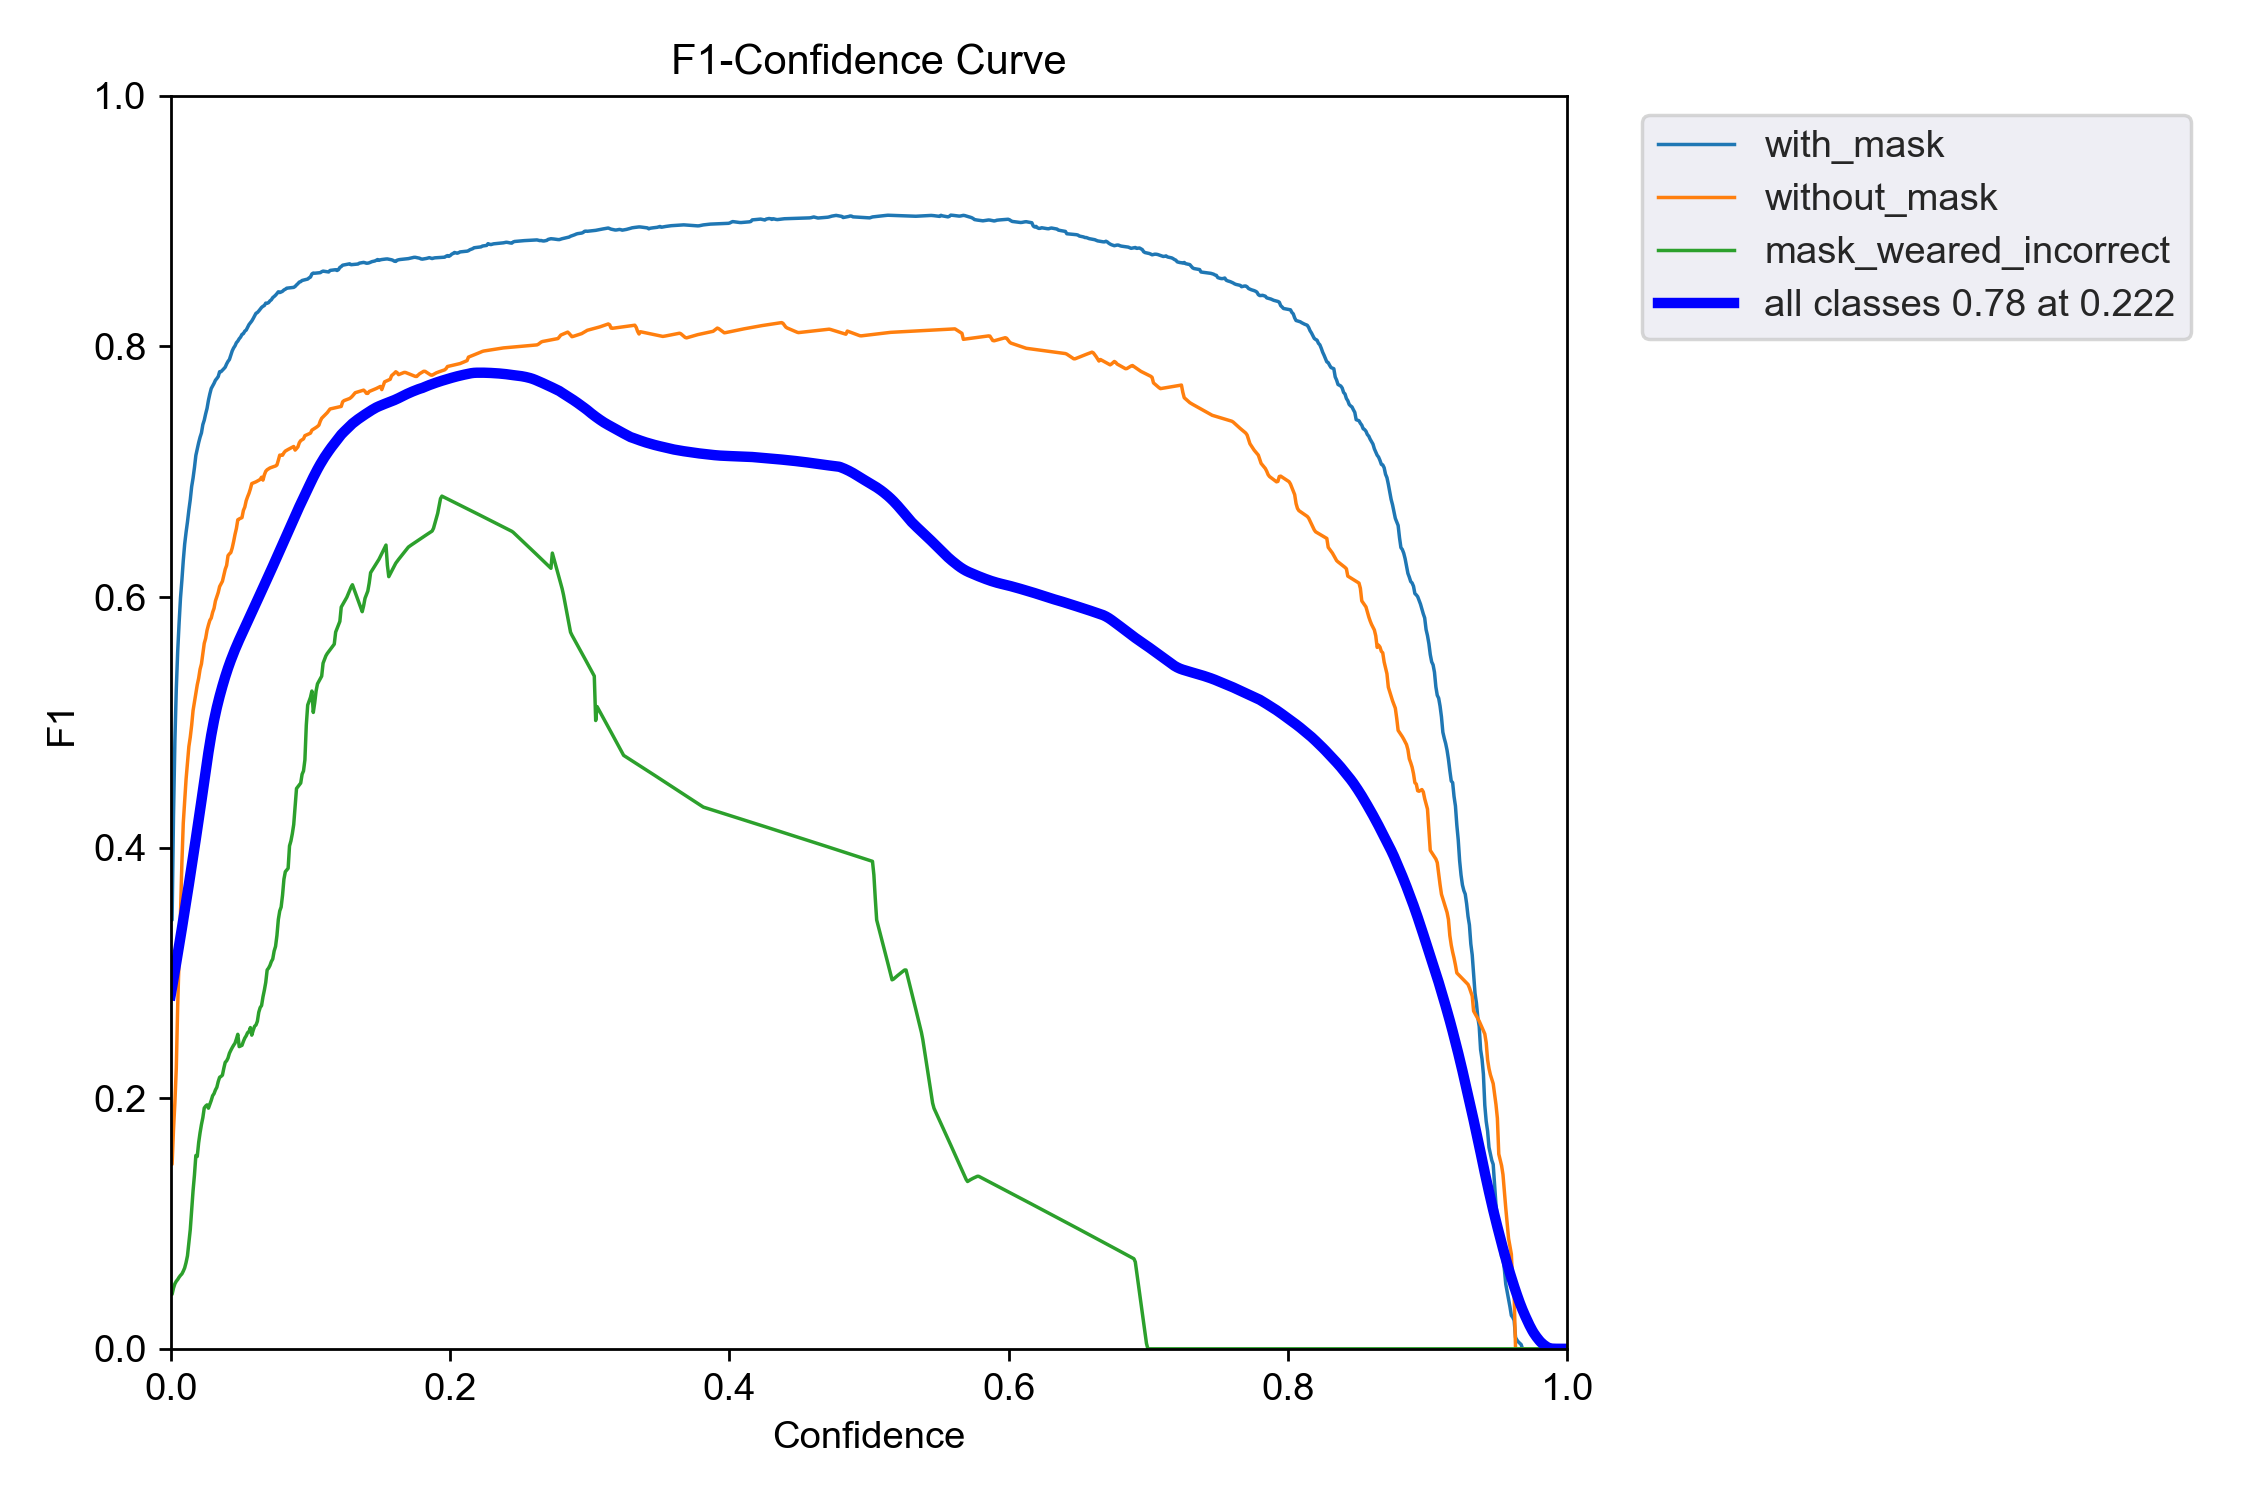 F1-Confidence Curve
1.0
0.8
0.6
0.4
0.2
0.0
F1
0.0 0.2 0.4 0.6 0.8 1.0
Confidence
with_mask
without_mask
mask_weared_incorrect
all classes 0.78 at 0.222